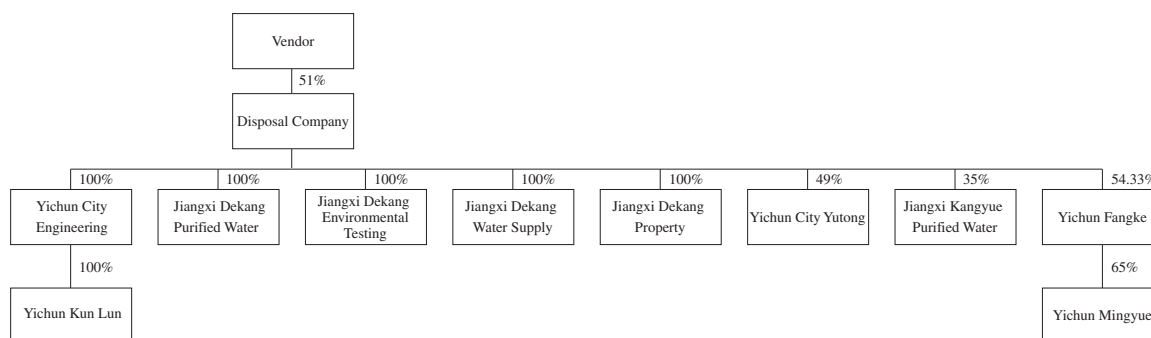 Vendor
51%
Disposal Company
100%
100%
100%
100%
100%
49%
35%
54.33%
Yichun City
Engineering
Jiangxi Dekang
Purified Water
Jiangxi Dekang
Environmental
Testing
Jiangxi Dekang
Water Supply
Jiangxi Dekang
Property
Yichun City Yutong
Jiangxi Kangyue
Purified Water
Yichun Fangke
100%
65%
Yichun Kun Lun
Yichun Mingyue